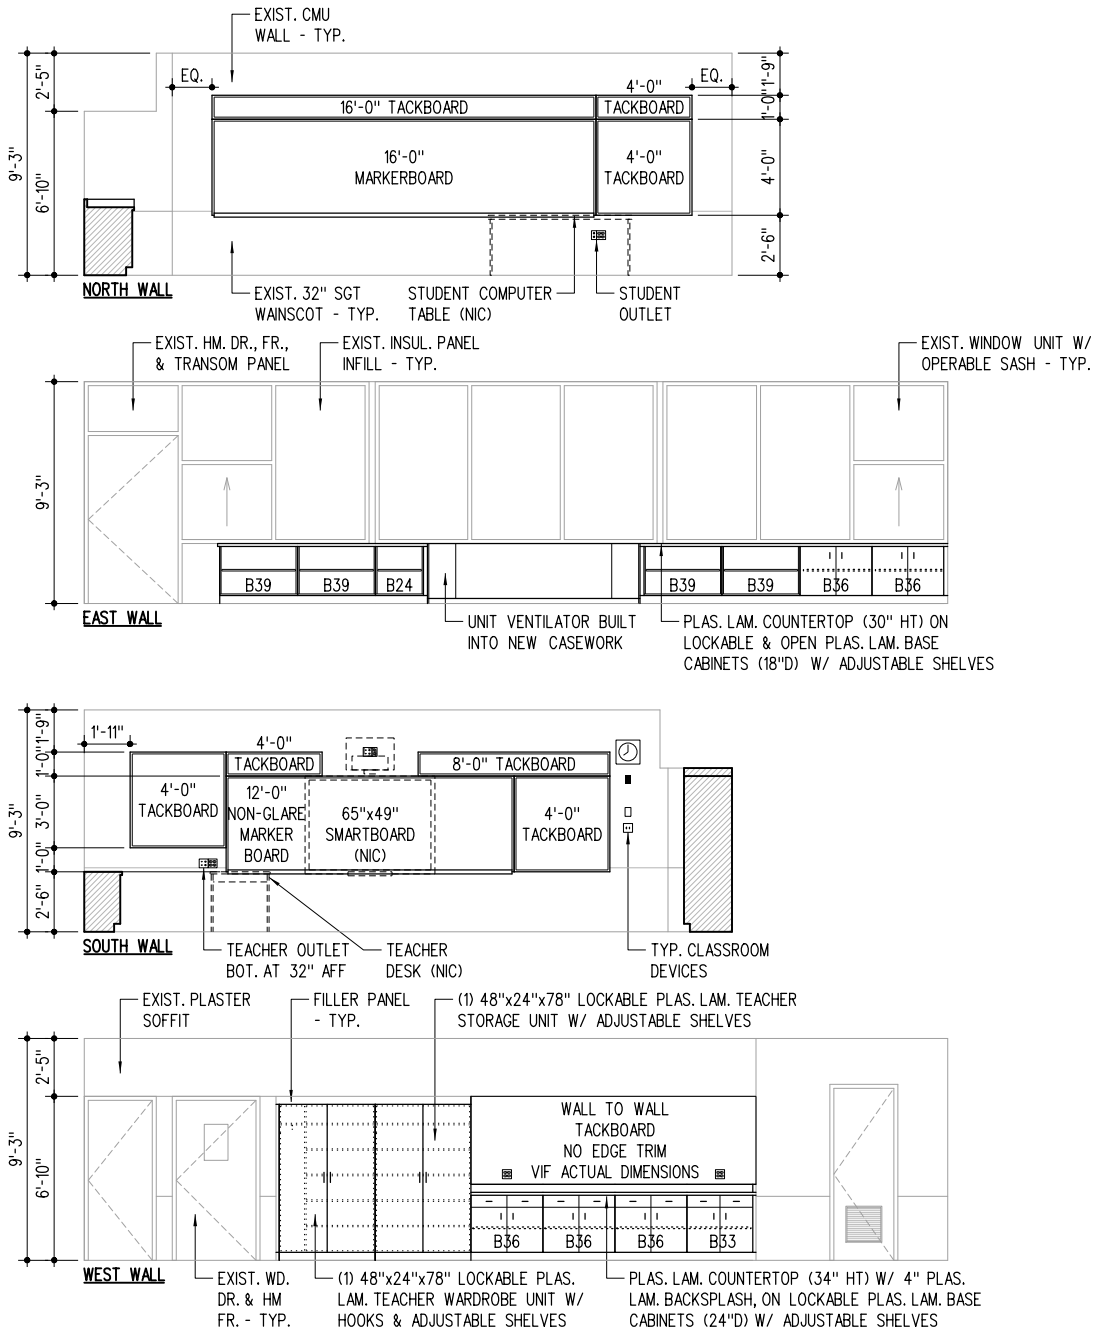 EXIST. CMU
WALL - TYP.
EQ.
4'-0"
EQ.
1'-9"
2'-5"
16'-0" TACKBOARD
TACKBOARD
1'-0"
9'-3"
6'-10"
16'-0"
MARKERBOARD
4'-0"
TACKBOARD
4'-0"
2'-6"
NORTH WALL
EXIST. 32" SGT
WAINSCOT - TYP.
STUDENT COMPUTER
TABLE (NIC)
STUDENT
OUTLET
EXIST. HM. DR., FR.,
& TRANSOM PANEL
EXIST. INSUL. PANEL
INFILL - TYP.
EXIST. WINDOW UNIT W/
OPERABLE SASH - TYP.
9'-3"
B39
B39
B24
B39
B39
B36
B36
EAST WALL
UNIT VENTILATOR BUILT
INTO NEW CASEWORK
PLAS. LAM. COUNTERTOP (30" HT) ON
LOCKABLE & OPEN PLAS. LAM. BASE
CABINETS (18"D) W/ ADJUSTABLE SHELVES
1'-11"
1'-9"
1'-0"
3'-0"
1'-0"
2'-6"
9'-3"
4'-0"
TACKBOARD
8'-0" TACKBOARD
4'-0"
TACKBOARD
12'-0"
NON-GLARE
MARKER
BOARD
65"x49"
SMARTBOARD
(NIC)
4'-0"
TACKBOARD
SOUTH WALL
TEACHER OUTLET
BOT. AT 32" AFF
TEACHER
DESK (NIC)
TYP. CLASSROOM
DEVICES
EXIST. PLASTER
SOFFIT
FILLER PANEL
- TYP.
(1) 48"x24"x78" LOCKABLE PLAS. LAM. TEACHER
STORAGE UNIT W/ ADJUSTABLE SHELVES
2'-5"
9'-3"
6'-10"
WALL TO WALL
TACKBOARD
NO EDGE TRIM
VIF ACTUAL DIMENSIONS
B36
B36
B36
B33
WEST WALL
EXIST. WD.
DR. & HM
FR. - TYP.
(1) 48"x24"x78" LOCKABLE PLAS.
LAM. TEACHER WARDROBE UNIT W/
HOOKS & ADJUSTABLE SHELVES
PLAS. LAM. COUNTERTOP (34" HT) W/ 4" PLAS.
LAM. BACKSPLASH, ON LOCKABLE PLAS. LAM. BASE
CABINETS (24"D) W/ ADJUSTABLE SHELVES